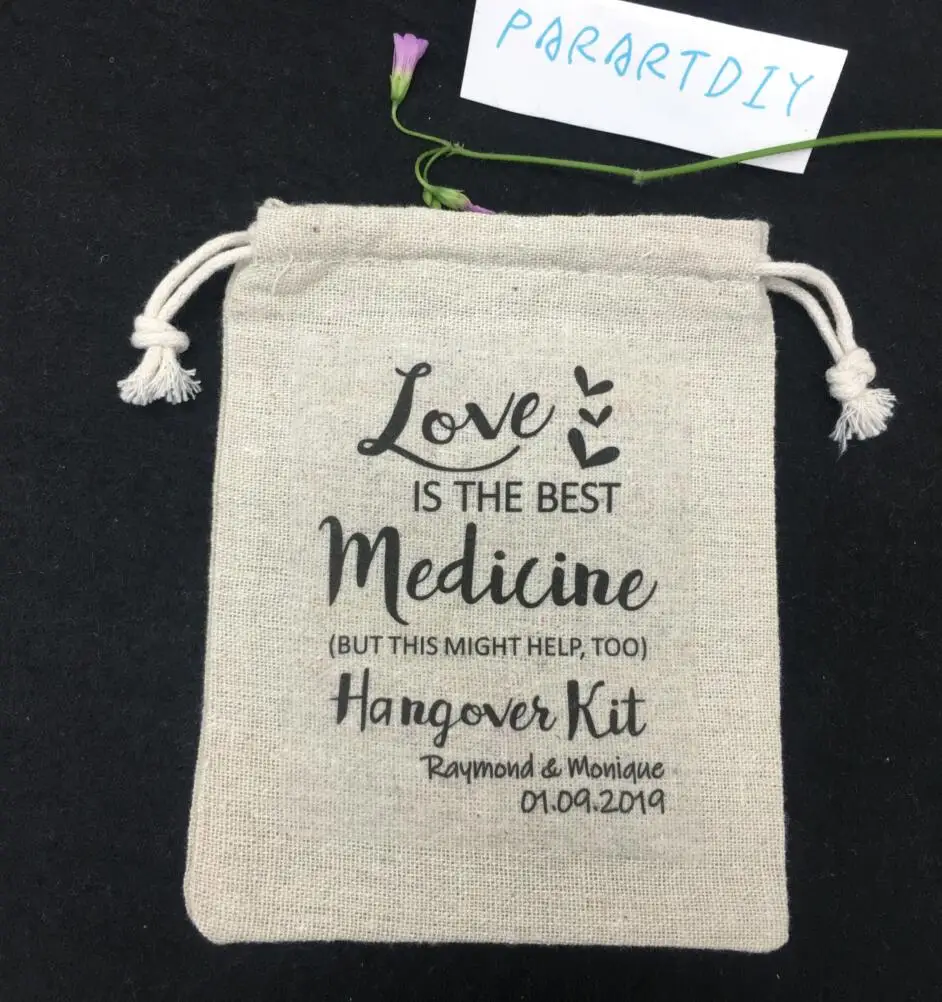 PARARTDIY
Love
IS THE BEST
Medicine
(BUT THIS MIGHT HELP, TOO)
Hangover Kit
Raymond & Monique
01.09.2019